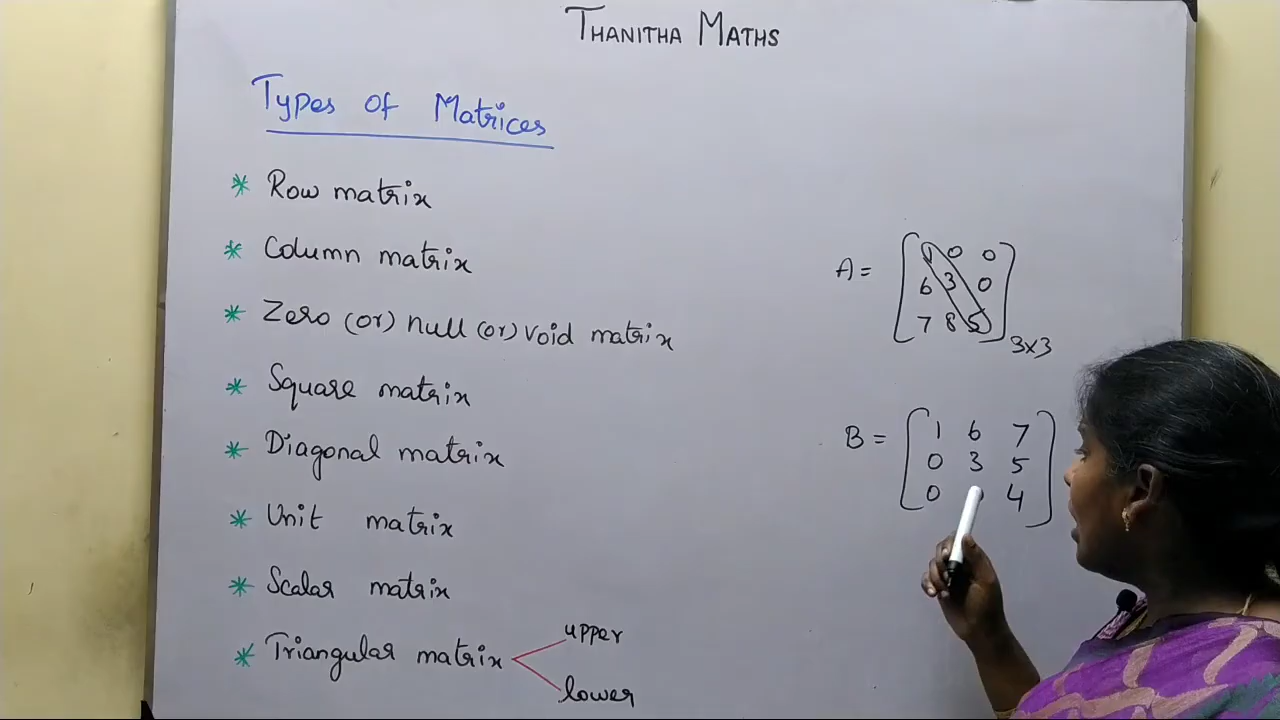 THANITHA MATHS
Types of Matrices
* Row matrix
* Column matrix
* Zero (or) null (or) void matrix
* Square matrix
* Diagonal matrix
* Unit matrix
* Scalar matrix
* Triangular matrix
upper
lower
A =
1 0 0
6 3 0
7 8 5
3x3
B =
1 6 7
0 3 5
0 4